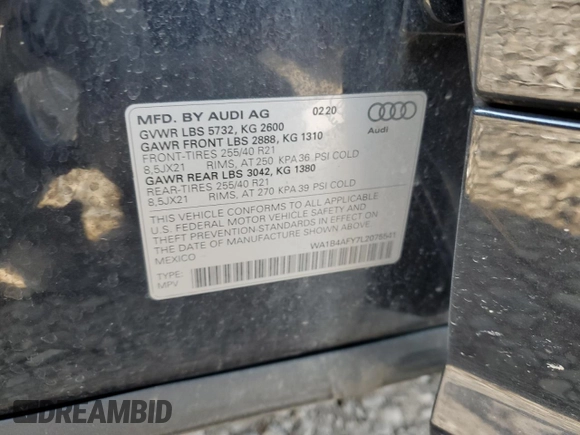 MFD. BY AUDI AG 0220
GVWR LBS 5732, KG 2600
GAWR FRONT LBS 2888, KG 1310
FRONT-TIRES 255/40 R21
8,5JX21 RIMS, AT 250 KPA 36 PSI COLD
GAWR REAR LBS 3042, KG 1380
REAR-TIRES 255/40 R21
8,5JX21 RIMS, AT 270 KPA 39 PSI COLD
Audi
THIS VEHICLE CONFORMS TO ALL APPLICABLE
U.S. FEDERAL MOTOR VEHICLE SAFETY AND
THEFT PREVENTION-STANDARDS IN EFFECT ON
THE DATE OF MANUFACTURE SHOWN ABOVE.
MEXICO
TYPE:
MPV
DREAMBID